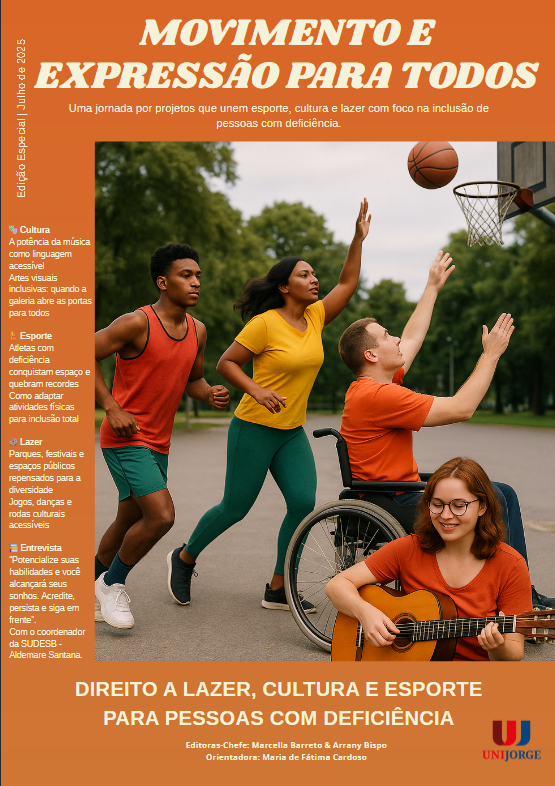 MOVIMENTO E
EXPRESSÃO PARA TODOS
Uma jornada por projetos que unem esporte, cultura e lazer com foco na inclusão de
pessoas com deficiência.
Edição Especial | Julho de 2025
Cultura
A potência da música
como linguagem
acessível
Artes visuais
inclusivas: quando a
galeria abre as portas
para todos
Esporte
Atletas com
deficiência
conquistam espaço e
quebram recordes
Como adaptar
atividades físicas
para inclusão total
Lazer
Parques, festivais e
espaços públicos
repensados para a
diversidade
Jogos, danças e
rodas culturais
acessíveis
Entrevista
"Potencialize suas
habilidades e você
alcançará seus
sonhos. Acredite,
persista e siga em
frente".
Com o coordenador
da SUDESB -
Aldemare Santana.
DIREITO A LAZER, CULTURA E ESPORTE
PARA PESSOAS COM DEFICIÊNCIA
Editoras-Chefe: Marcella Barreto & Arrany Bispo
Orientadora: Maria de Fátima Cardoso
UNIJORGE